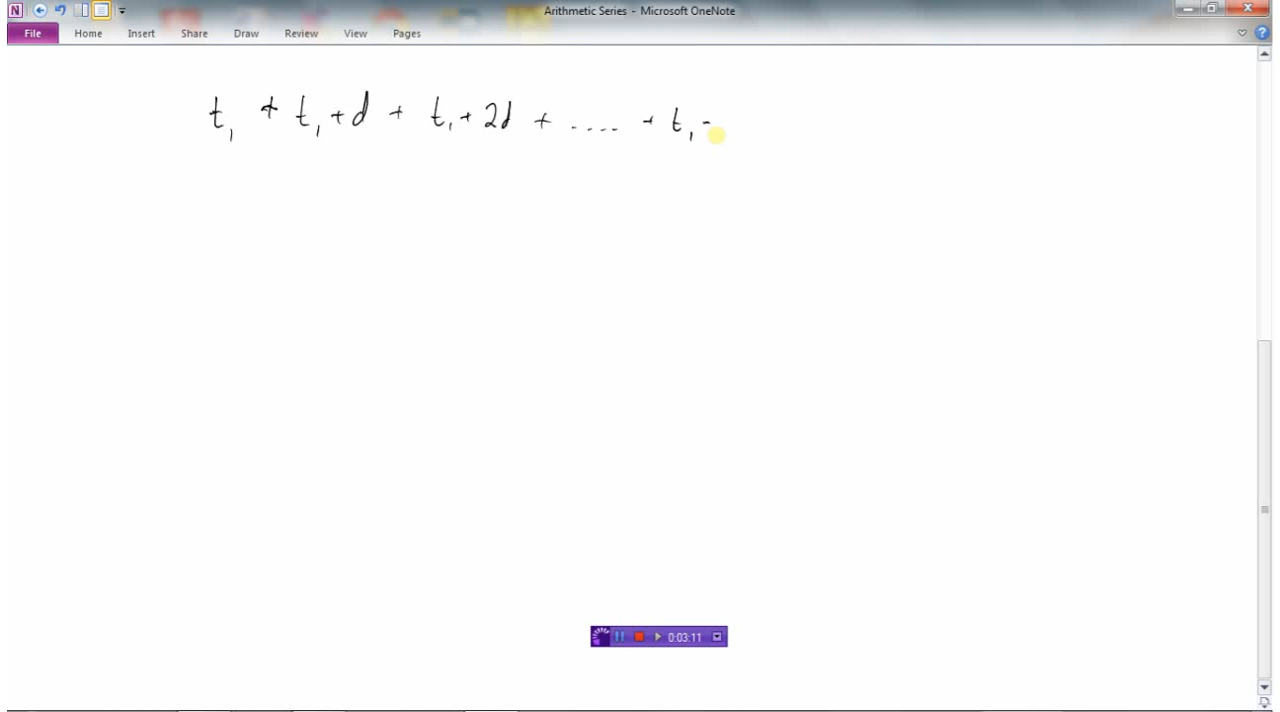 Arithmetic Series - Microsoft OneNote
File Home Insert Share Draw Review View Pages
t₁ + t₁ + d + t₁ + 2d + ..... + t₁ -
0:03:11